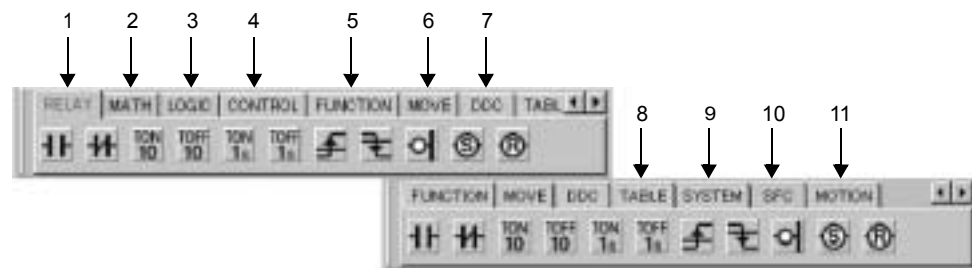 1 2 3 4 5 6 7
RELAY MATH LOGIC CONTROL FUNCTION MOVE DDC TABL
TON 10 TOFF 10 TON 1s TOFF 1s S R
8 9 10 11
FUNCTION MOVE DDC TABLE SYSTEM SFC MOTION
TON 10 TOFF 10 TON 1s TOFF 1s S R